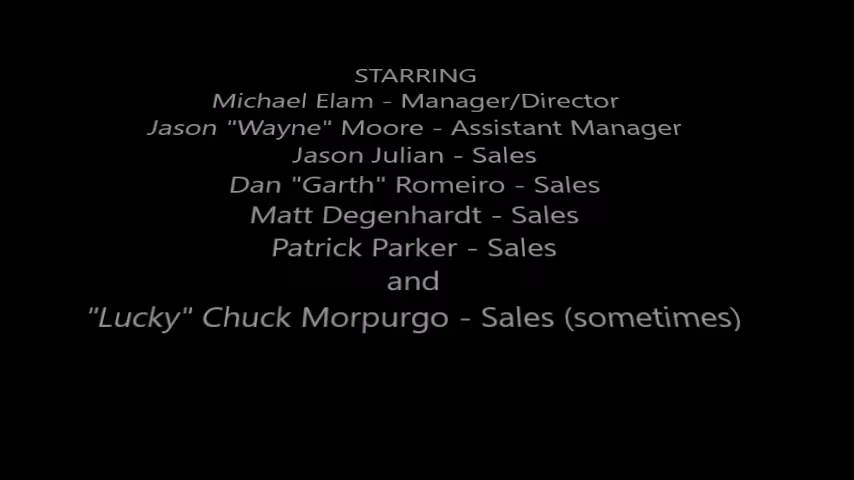 STARRING
Michael Elam - Manager/Director
Jason "Wayne" Moore - Assistant Manager
Jason Julian - Sales
Dan "Garth" Romeiro - Sales
Matt Degenhardt - Sales
Patrick Parker - Sales
and
"Lucky" Chuck Morpurgo - Sales (sometimes)